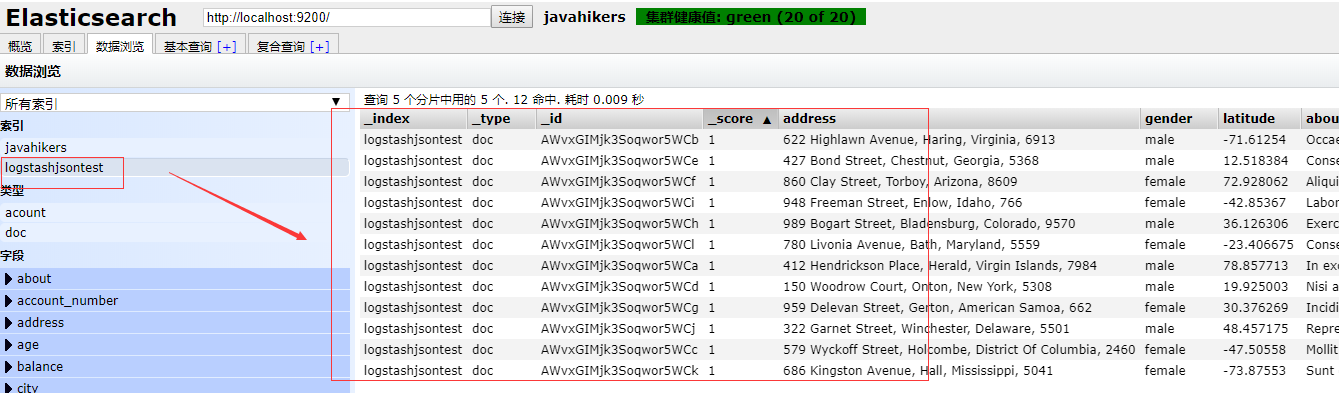 Elasticsearch http://localhost:9200/ 连接 javahikers 集群健康值: green (20 of 20)
概览 索引 数据浏览 基本查询 [+] 复合查询 [+]
数据浏览
所有索引 ▼
索引
javahikers
logstashjsontest
类型
acount
doc
字段
about
account_number
address
age
balance
city
查询 5 个分片中用的 5 个. 12 命中. 耗时 0.009 秒
_index _type _id _score ▲ address gender latitude abou
logstashjsontest doc AWvxGIMjk3Soqwor5WCb 1 622 Highlawn Avenue, Haring, Virginia, 6913 male -71.61254 Occae
logstashjsontest doc AWvxGIMjk3Soqwor5WCe 1 427 Bond Street, Chestnut, Georgia, 5368 male 12.518384 Conse
logstashjsontest doc AWvxGIMjk3Soqwor5WCf 1 860 Clay Street, Torboy, Arizona, 8609 female 72.928062 Aliqui
logstashjsontest doc AWvxGIMjk3Soqwor5WCi 1 948 Freeman Street, Enlow, Idaho, 766 female -42.85367 Labor
logstashjsontest doc AWvxGIMjk3Soqwor5WCh 1 989 Bogart Street, Bladensburg, Colorado, 9570 male 36.126306 Exerc
logstashjsontest doc AWvxGIMjk3Soqwor5WCl 1 780 Livonia Avenue, Bath, Maryland, 5559 female -23.406675 Conse
logstashjsontest doc AWvxGIMjk3Soqwor5WCa 1 412 Hendrickson Place, Herald, Virgin Islands, 7984 male 78.857713 In exc
logstashjsontest doc AWvxGIMjk3Soqwor5WCd 1 150 Woodrow Court, Onton, New York, 5308 male 19.925003 Nisi a
logstashjsontest doc AWvxGIMjk3Soqwor5WCg 1 959 Delevan Street, Gerton, American Samoa, 662 female 30.376269 Incidi
logstashjsontest doc AWvxGIMjk3Soqwor5WCj 1 322 Garnet Street, Winchester, Delaware, 5501 male 48.457175 Repre
logstashjsontest doc AWvxGIMjk3Soqwor5WCc 1 579 Wyckoff Street, Holcombe, District Of Columbia, 2460 female -47.50558 Mollit
logstashjsontest doc AWvxGIMjk3Soqwor5WCk 1 686 Kingston Avenue, Hall, Mississippi, 5041 female -73.87553 Sunt